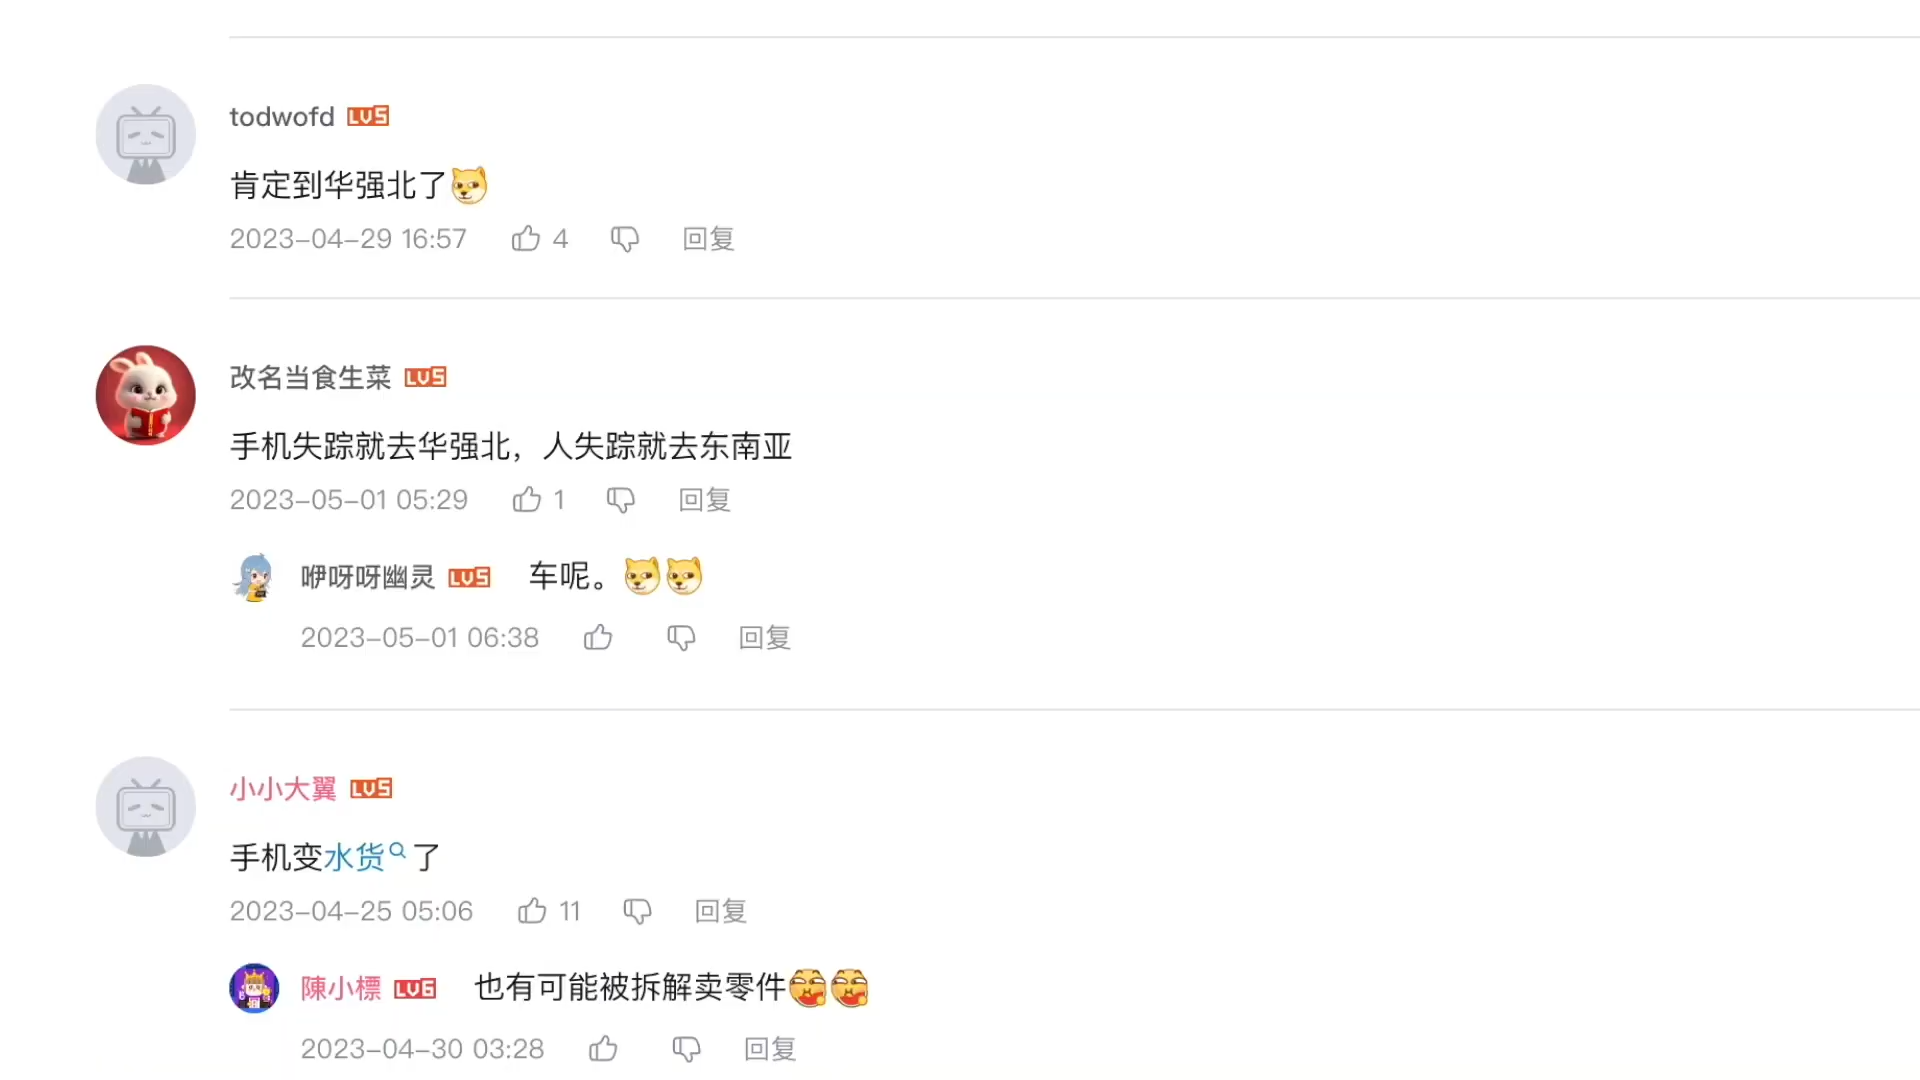 todwofd LV5
肯定到华强北了
2023-04-29 16:57 4 回复
改名当食生菜 LV5
手机失踪就去华强北，人失踪就去东南亚
2023-05-01 05:29 1 回复
咿呀呀幽灵 LV5 车呢。
2023-05-01 06:38 回复
小小大翼 LV5
手机变水货了
2023-04-25 05:06 11 回复
陳小標 LV6 也有可能被拆解卖零件
2023-04-30 03:28 回复